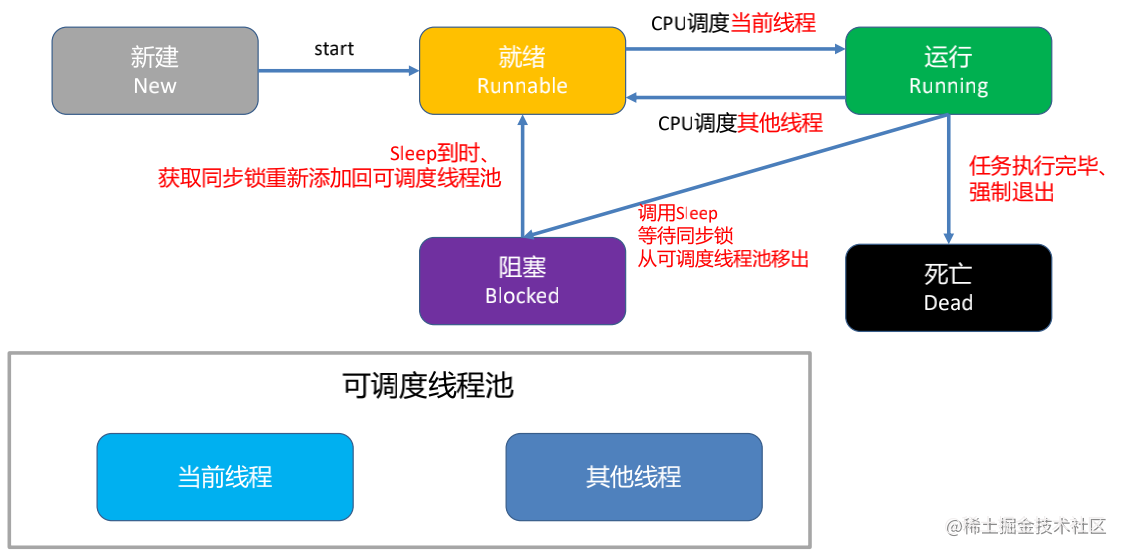 新建
New
start
就绪
Runnable
CPU调度当前线程
运行
Running
CPU调度其他线程
Sleep到时、
获取同步锁重新添加回可调度线程池
任务执行完毕、
强制退出
调用Sleep
等待同步锁
从可调度线程池移出
阻塞
Blocked
死亡
Dead
可调度线程池
当前线程
其他线程
@稀土掘金技术社区